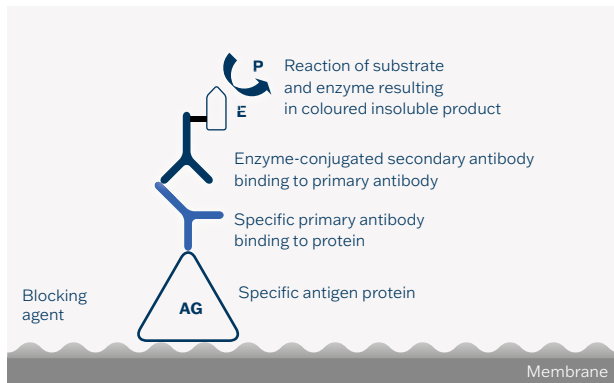 P
Reaction of substrate
and enzyme resulting
in coloured insoluble product
E
Enzyme-conjugated secondary antibody
binding to primary antibody
Specific primary antibody
binding to protein
Specific antigen protein
Blocking
agent
AG
Membrane